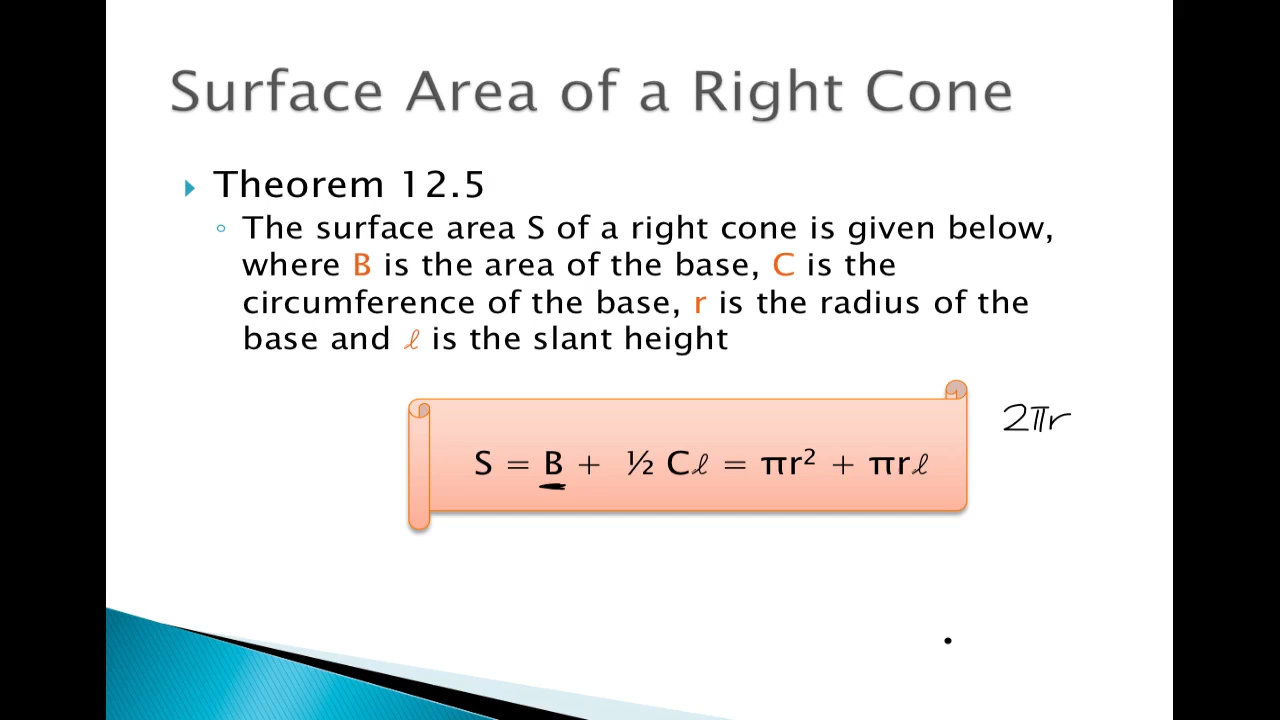 Surface Area of a Right Cone
Theorem 12.5
The surface area S of a right cone is given below,
where B is the area of the base, C is the
circumference of the base, r is the radius of the
base and ℓ is the slant height
2πr
S = B + ½ Cℓ = πr² + πrℓ